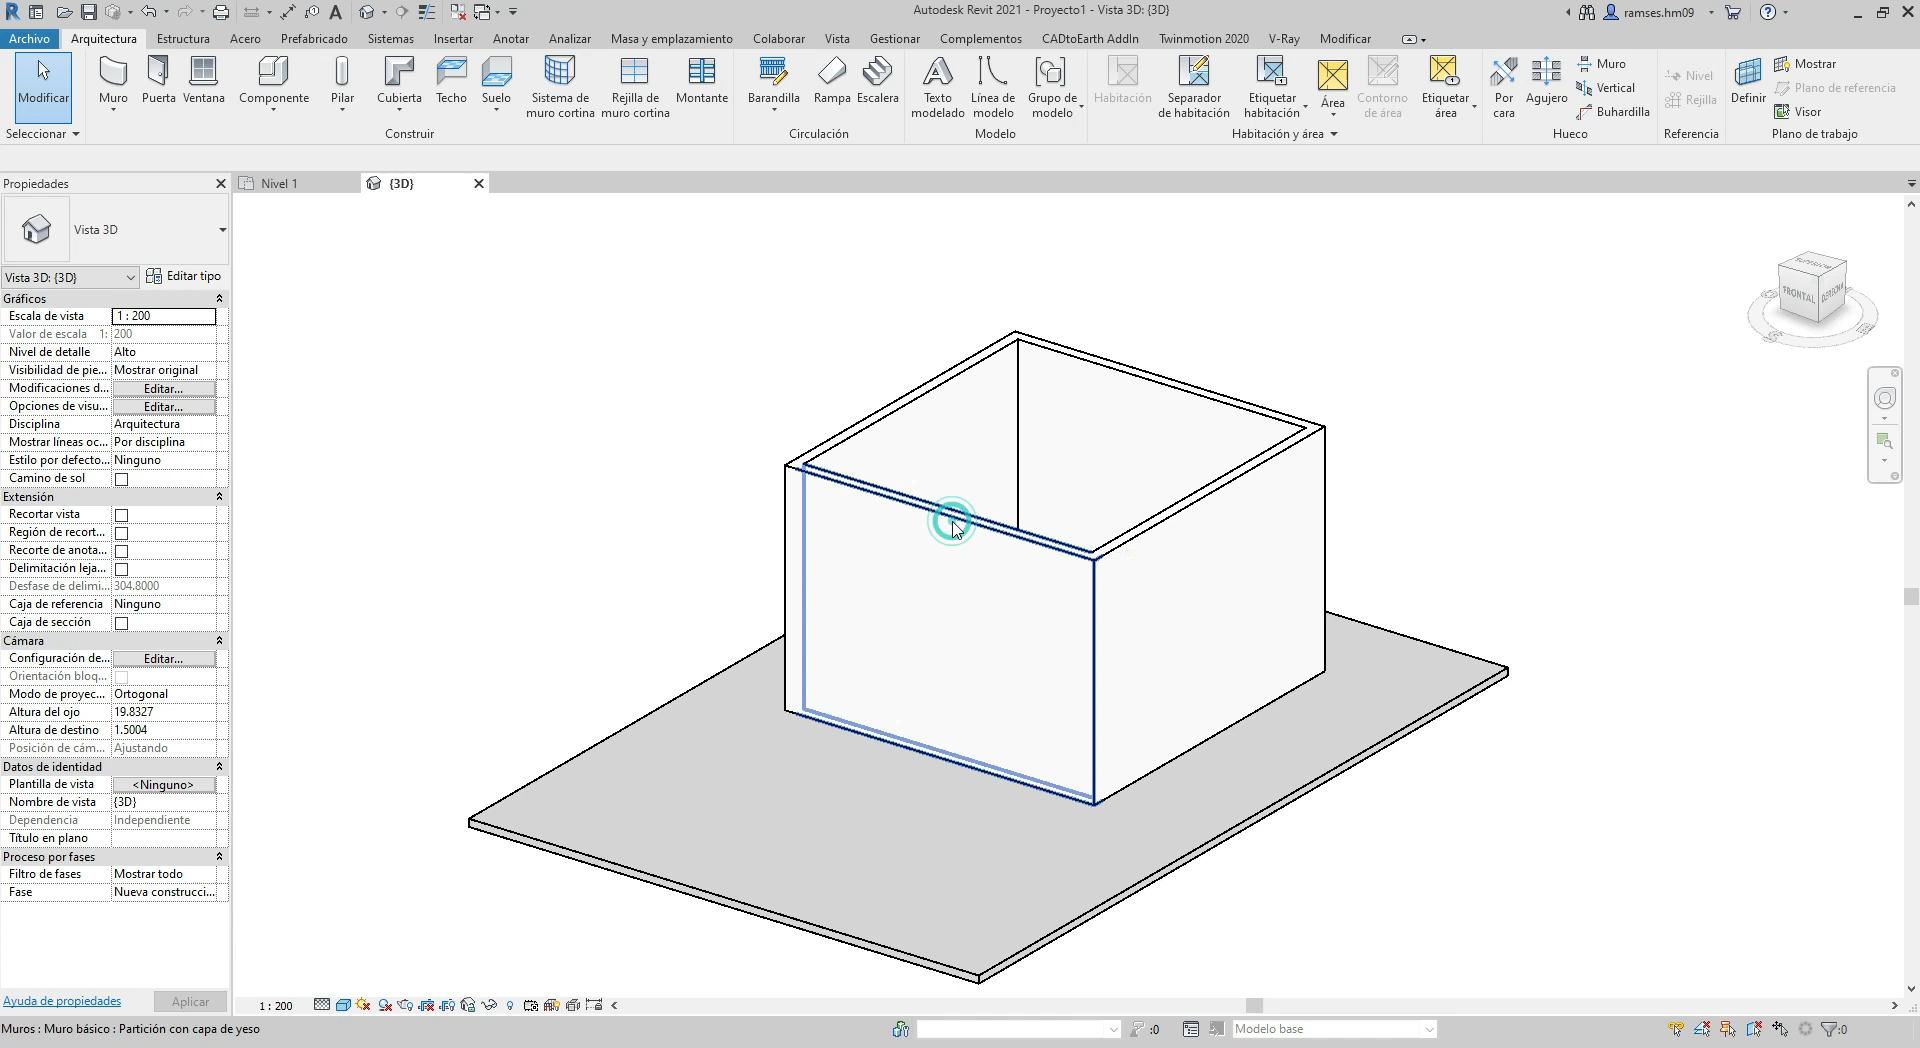 Autodesk Revit 2021 - Proyecto1 - Vista 3D: {3D}
ramses.hm09
Archivo Arquitectura Estructura Acero Prefabricado Sistemas Insertar Anotar Analizar Masa y emplazamiento Colaborar Vista Gestionar Complementos CADtoEarth AddIn Twinmotion 2020 V-Ray Modificar
Modificar
Muro
Puerta
Ventana
Componente
Pilar
Cubierta
Techo
Suelo
Sistema de
muro cortina
Rejilla de
muro cortina
Montante
Barandilla
Rampa
Escalera
Texto
modelado
Línea de
modelo
Grupo de
modelo
Habitación
Separador
de habitación
Etiquetar
habitación
Área
Contorno
de área
Etiquetar
área
Por
cara
Agujero
Muro
Vertical
Buhardilla
Nivel
Rejilla
Definir
Mostrar
Plano de referencia
Visor
Seleccionar
Construir
Circulación
Modelo
Habitación y área
Hueco
Referencia
Plano de trabajo
Propiedades
Nivel 1
{3D}
Vista 3D
Vista 3D: {3D}
Editar tipo
Gráficos
Escala de vista 1 : 200
Valor de escala 1: 200
Nivel de detalle Alto
Visibilidad de pie... Mostrar original
Modificaciones d... Editar...
Opciones de visu... Editar...
Disciplina Arquitectura
Mostrar líneas oc... Por disciplina
Estilo por defecto... Ninguno
Camino de sol
Extensión
Recortar vista
Región de recort...
Recorte de anota...
Delimitación leja...
Desfase de delimi... 304.8000
Caja de referencia Ninguno
Caja de sección
Cámara
Configuración de... Editar...
Orientación bloq...
Modo de proyec... Ortogonal
Altura del ojo 19.8327
Altura de destino 1.5004
Posición de cám... Ajustando
Datos de identidad
Plantilla de vista <Ninguno>
Nombre de vista {3D}
Dependencia Independiente
Título en plano
Proceso por fases
Filtro de fases Mostrar todo
Fase Nueva construcci...
SUPERIOR
FRONTAL
DERECHA
Ayuda de propiedades
Aplicar
1 : 200
Muros : Muro básico : Partición con capa de yeso
:0
Modelo base
:0